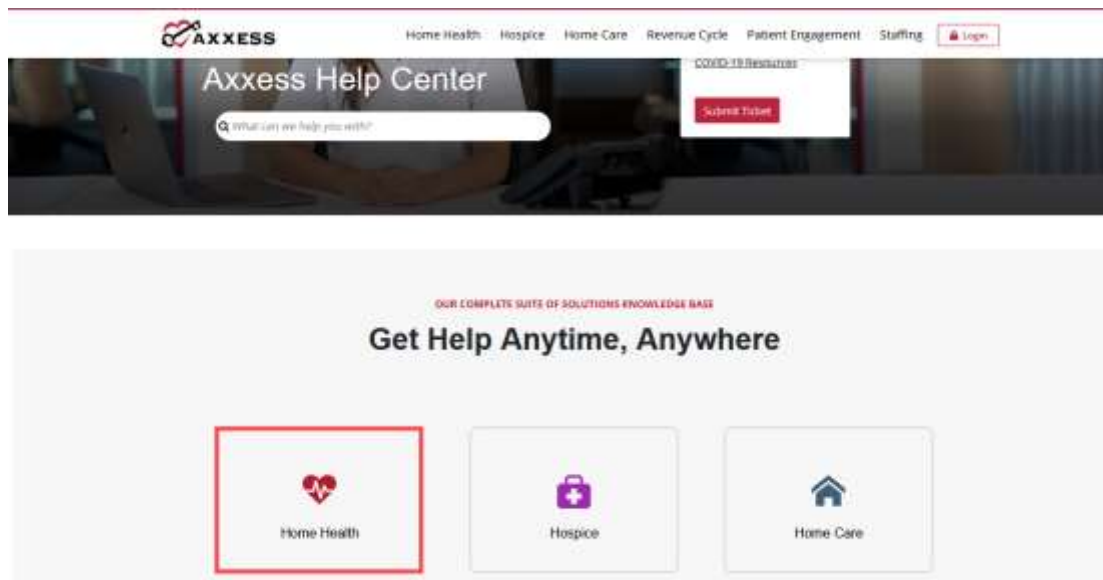 AXXESS
Home Health Hospice Home Care Revenue Cycle Patient Engagement Staffing Login
Axxess Help Center
COVID-19 Resources
What can we help you with?
Submit Ticket
OUR COMPLETE SUITE OF SOLUTIONS KNOWLEDGE BASE
Get Help Anytime, Anywhere
Home Health
Hospice
Home Care